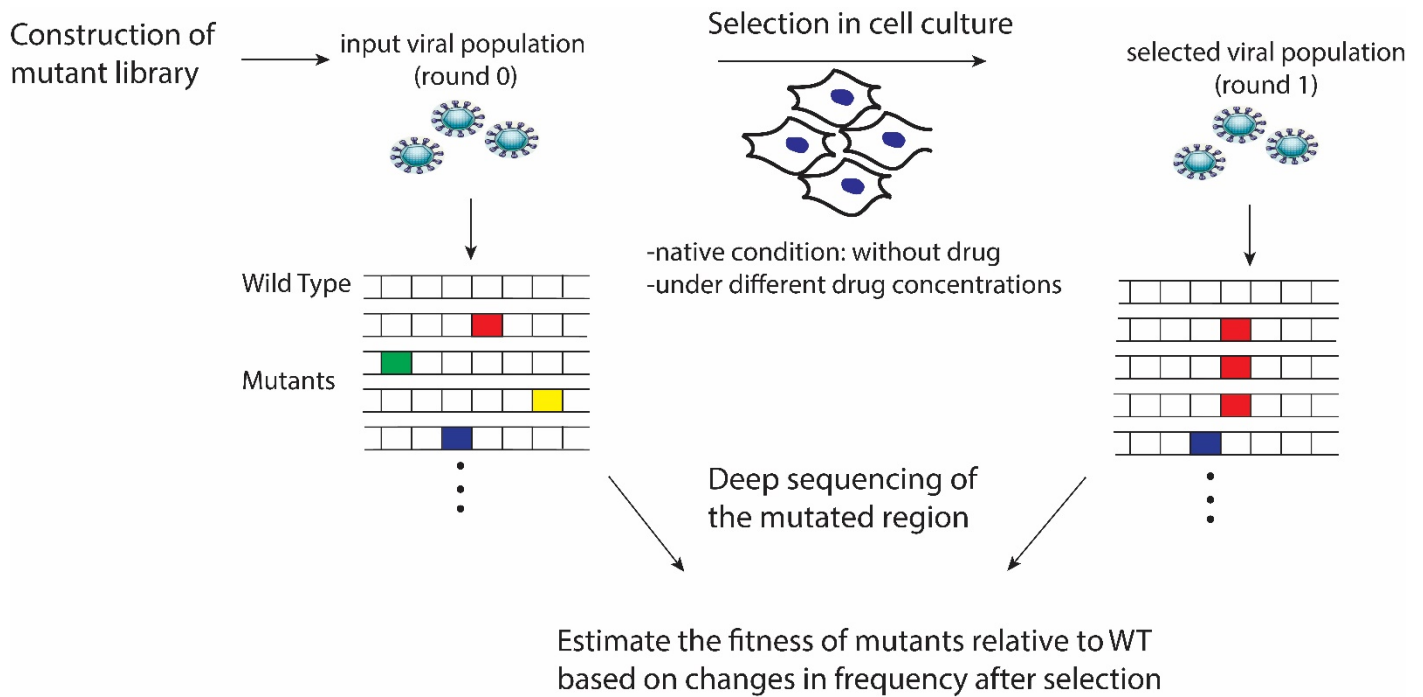 Construction of
mutant library
input viral population
(round 0)
Selection in cell culture
selected viral population
(round 1)
-native condition: without drug
-under different drug concentrations
Wild Type
Mutants
Deep sequencing of
the mutated region
Estimate the fitness of mutants relative to WT
based on changes in frequency after selection